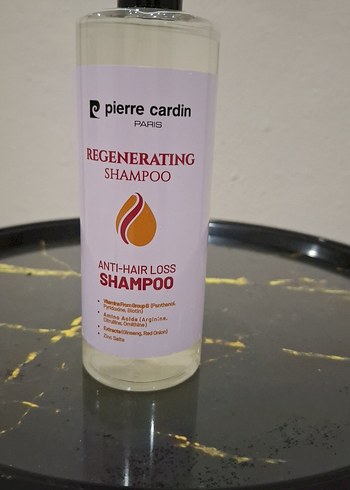 pierre cardin
PARIS
REGENERATING
SHAMPOO
ANTI-HAIR LOSS
SHAMPOO
• Vitamins From Group B (Panthenol,
Pyridoxine, Biotin)
• Amino Acids (Arginine,
Citrulline, Ornithine)
• Extracts (Ginseng, Red Onion)
• Zinc Salts